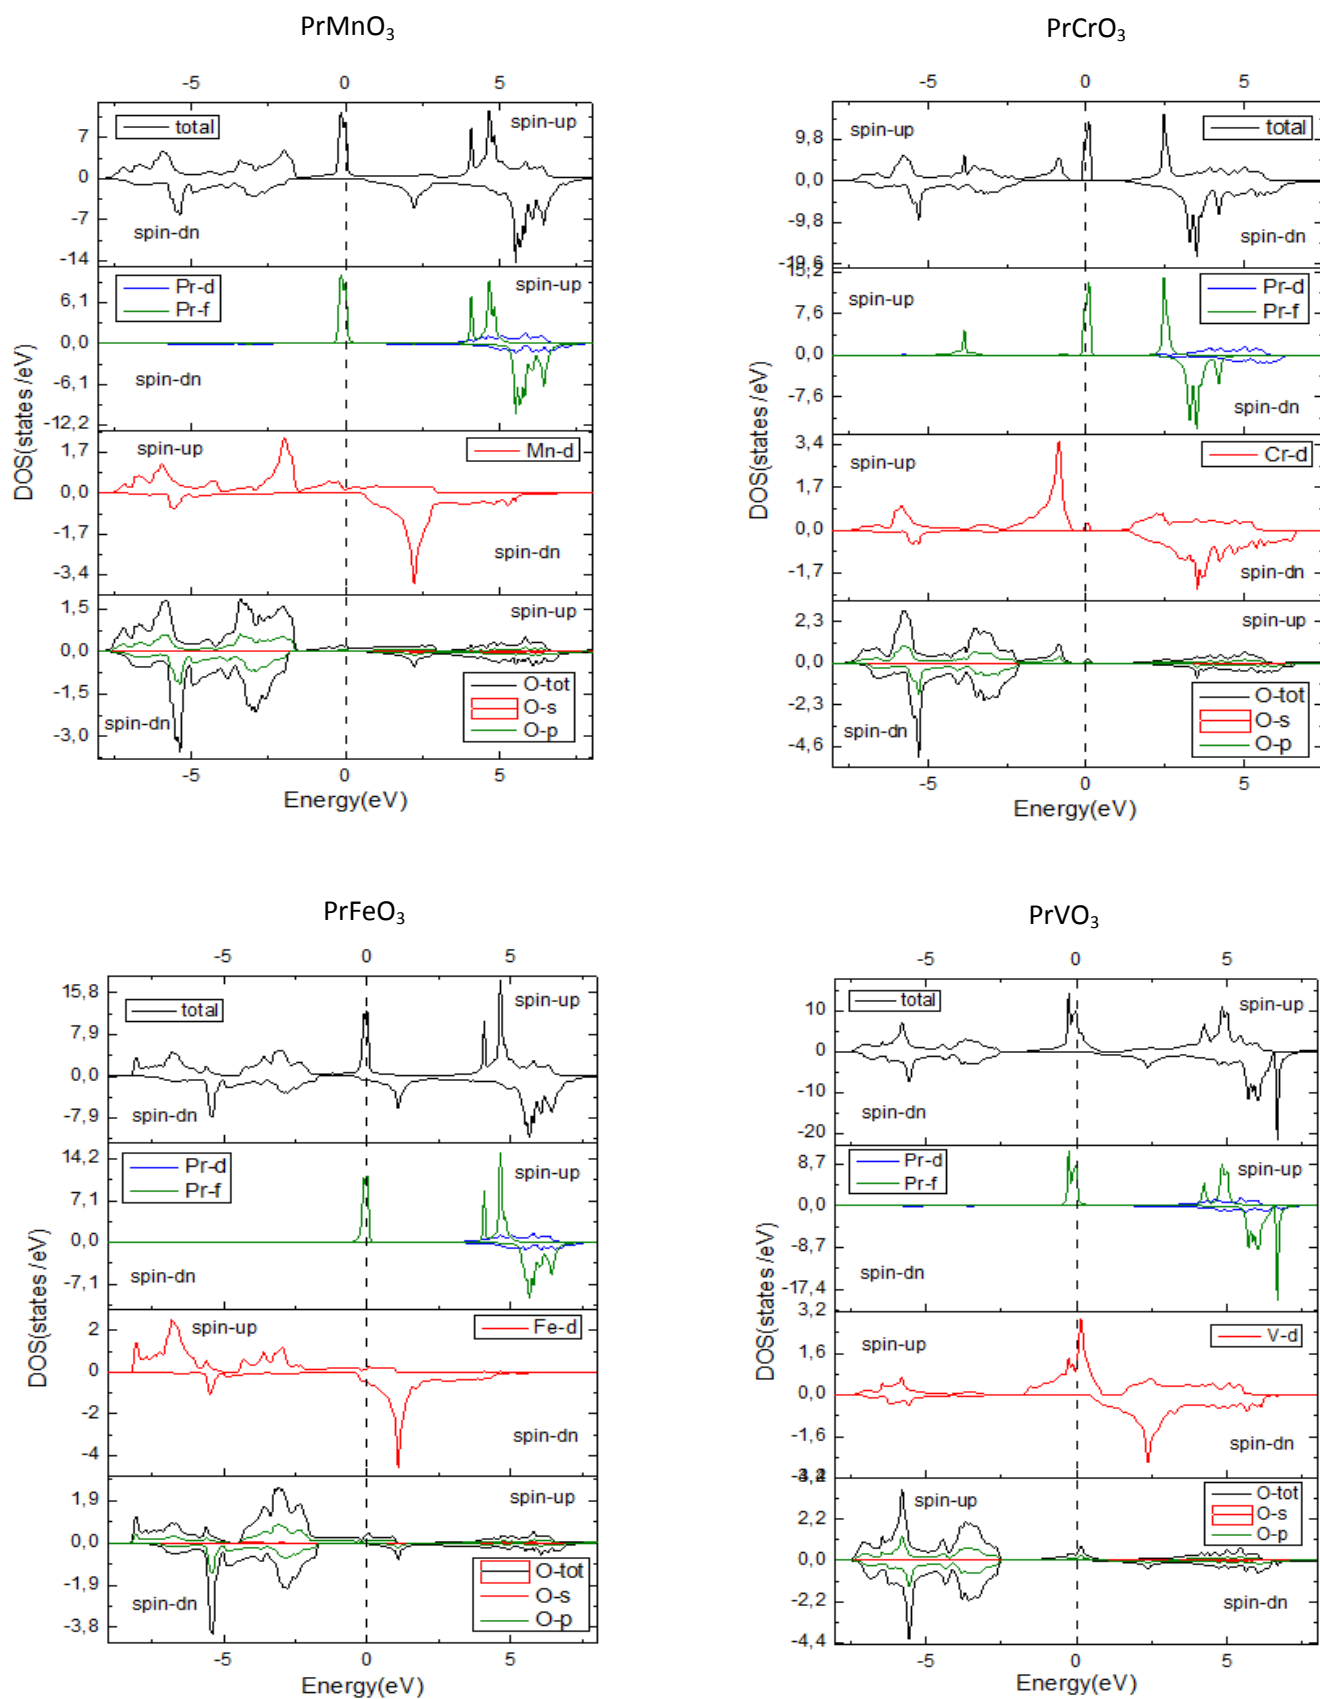 PrMnO3
-5 0 5
total
spin-up
7
0
-7
-14
spin-dn
Pr-d
Pr-f
spin-up
6,1
0,0
-6,1
-12,2
spin-dn
spin-up
Mn-d
1,7
0,0
-1,7
-3,4
spin-dn
1,5
0,0
-1,5
-3,0
spin-up
spin-dn
O-tot
O-s
O-p
-5 0 5
Energy(eV)
DOS(states /eV)
PrCrO3
-5 0 5
spin-up
total
9,8
0,0
-9,8
-19,6
spin-dn
15,2
7,6
0,0
-7,6
spin-up
Pr-d
Pr-f
spin-dn
3,4
1,7
0,0
-1,7
spin-up
Cr-d
spin-dn
2,3
0,0
-2,3
-4,6
spin-up
spin-dn
O-tot
O-s
O-p
-5 0 5
Energy(eV)
DOS(states /eV)
PrFeO3
-5 0 5
15,8
7,9
0,0
-7,9
total
spin-up
spin-dn
14,2
7,1
0,0
-7,1
Pr-d
Pr-f
spin-up
spin-dn
2
0
-2
-4
spin-up
Fe-d
spin-dn
1,9
0,0
-1,9
-3,8
spin-up
spin-dn
O-tot
O-s
O-p
-5 0 5
Energy(eV)
DOS(states /eV)
PrVO3
-5 0 5
10
0
-10
-20
total
spin-up
spin-dn
8,7
0,0
-8,7
-17,4
Pr-d
Pr-f
spin-up
spin-dn
3,2
1,6
0,0
-1,6
spin-up
V-d
spin-dn
2,2
0,0
-2,2
-4,4
spin-up
O-tot
O-s
O-p
spin-dn
-5 0 5
Energy(eV)
DOS(states /eV)